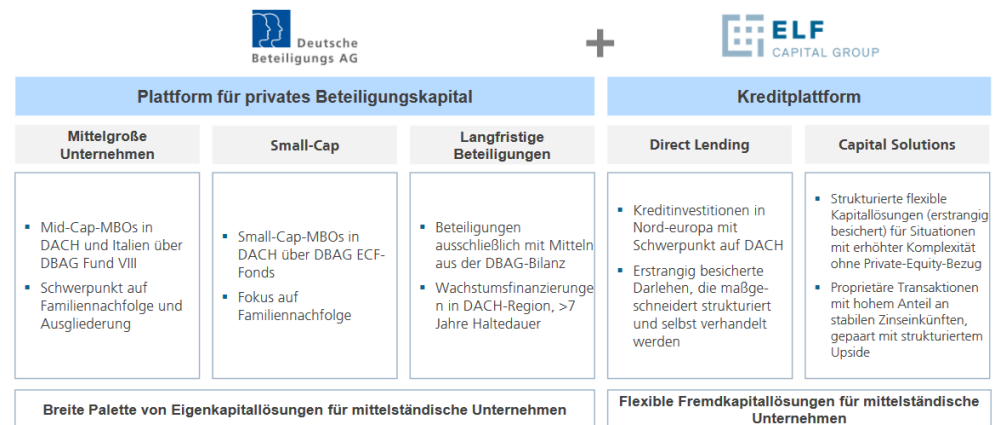 Deutsche
Beteiligungs AG
+
ELF
CAPITAL GROUP
Plattform für privates Beteiligungskapital
Kreditplattform
Mittelgroße
Unternehmen
Small-Cap
Langfristige
Beteiligungen
Direct Lending
Capital Solutions
▪ Mid-Cap-MBOs in
DACH und Italien über
DBAG Fund VIII
▪ Schwerpunkt auf
Familiennachfolge und
Ausgliederung
▪ Small-Cap-MBOs in
DACH über DBAG ECF-
Fonds
▪ Fokus auf
Familiennachfolge
▪ Beteiligungen
ausschließlich mit Mitteln
aus der DBAG-Bilanz
▪ Wachstumsfinanzierunge
n in DACH-Region, >7
Jahre Haltedauer
▪ Kreditinvestitionen in
Nord-europa mit
Schwerpunkt auf DACH
▪ Erstrangig besicherte
Darlehen, die maßge-
schneidert strukturiert
und selbst verhandelt
werden
▪ Strukturierte flexible
Kapitallösungen (erstrangig
besichert) für Situationen
mit erhöhter Komplexität
ohne Private-Equity-Bezug
▪ Proprietäre Transaktionen
mit hohem Anteil an
stabilen Zinseinkünften,
gepaart mit strukturiertem
Upside
Breite Palette von Eigenkapitallösungen für mittelständische Unternehmen
Flexible Fremdkapitallösungen für mittelständische
Unternehmen